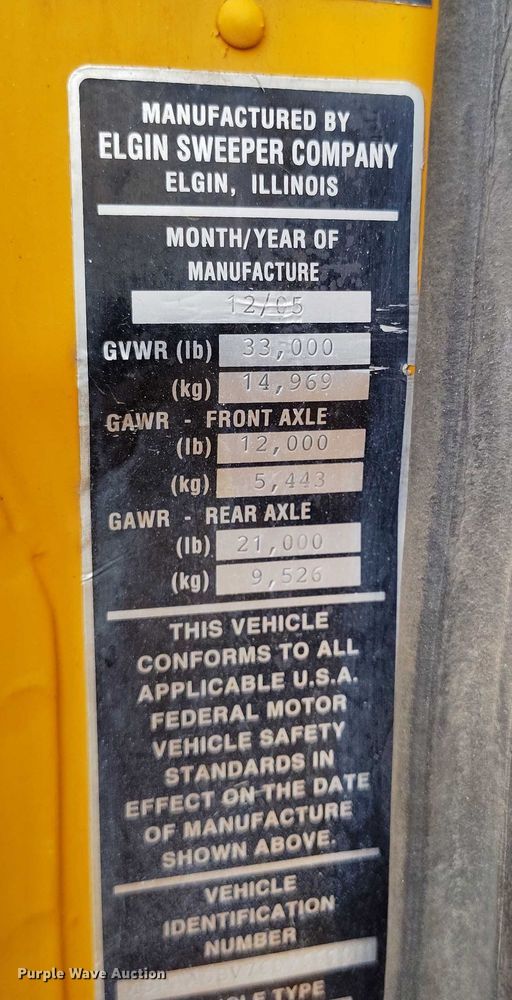 MANUFACTURED BY
ELGIN SWEEPER COMPANY
ELGIN, ILLINOIS
MONTH/YEAR OF
MANUFACTURE
12/05
GVWR (lb) 33,000
(kg) 14,969
GAWR - FRONT AXLE
(lb) 12,000
(kg) 5,443
GAWR - REAR AXLE
(lb) 21,000
(kg) 9,526
THIS VEHICLE
CONFORMS TO ALL
APPLICABLE U.S.A.
FEDERAL MOTOR
VEHICLE SAFETY
STANDARDS IN
EFFECT ON THE DATE
OF MANUFACTURE
SHOWN ABOVE.
VEHICLE
IDENTIFICATION
NUMBER
TYPE
Purple Wave Auction